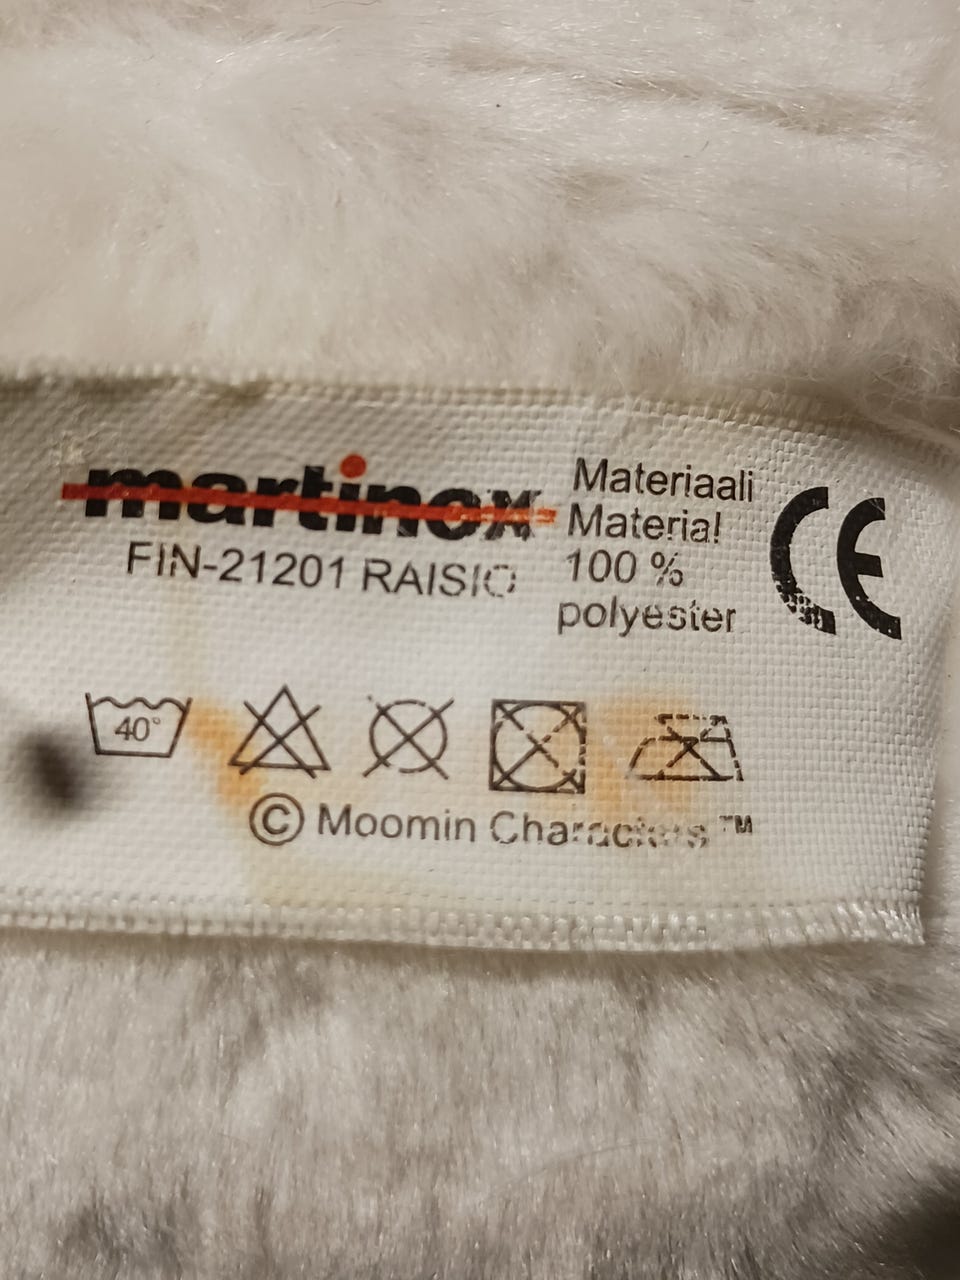 martinex
FIN-21201 RAISIO
Materiaali
Material
100 %
polyester
CE
40°
© Moomin Characters™